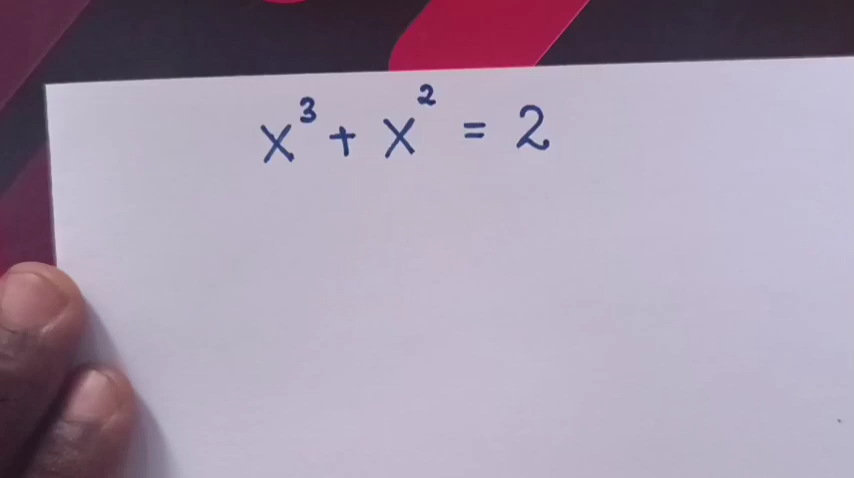 x³ + x² = 2